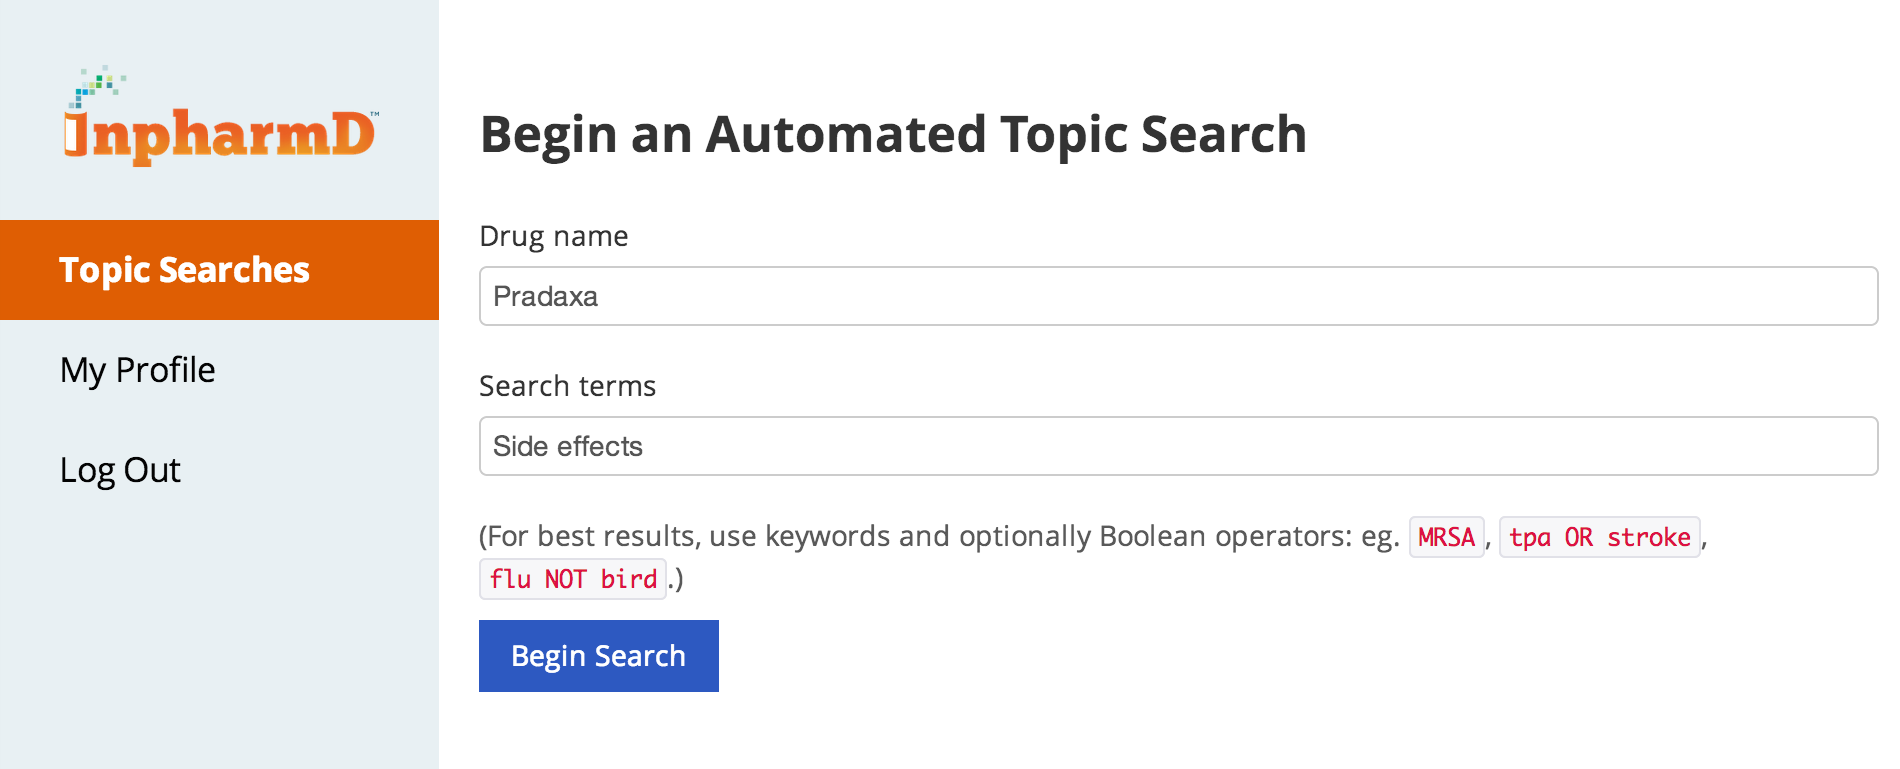 InpharmD™
Topic Searches
My Profile
Log Out
Begin an Automated Topic Search
Drug name
Pradaxa
Search terms
Side effects
(For best results, use keywords and optionally Boolean operators: eg. MRSA, tpa OR stroke,
flu NOT bird.)
Begin Search